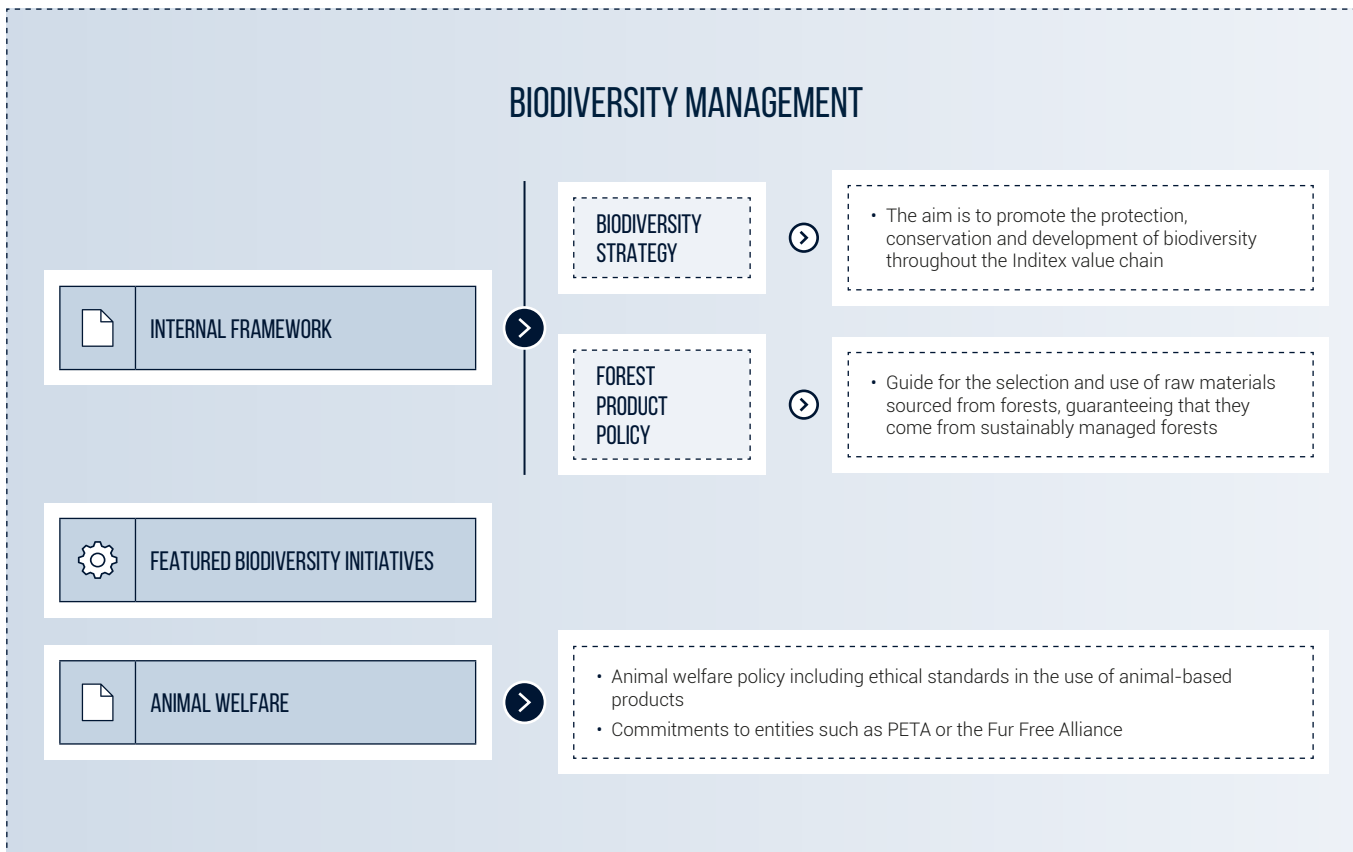 BIODIVERSITY MANAGEMENT
INTERNAL FRAMEWORK
BIODIVERSITY
STRATEGY
• The aim is to promote the protection,
conservation and development of biodiversity
throughout the Inditex value chain
FOREST
PRODUCT
POLICY
• Guide for the selection and use of raw materials
sourced from forests, guaranteeing that they
come from sustainably managed forests
FEATURED BIODIVERSITY INITIATIVES
ANIMAL WELFARE
• Animal welfare policy including ethical standards in the use of animal-based
products
• Commitments to entities such as PETA or the Fur Free Alliance